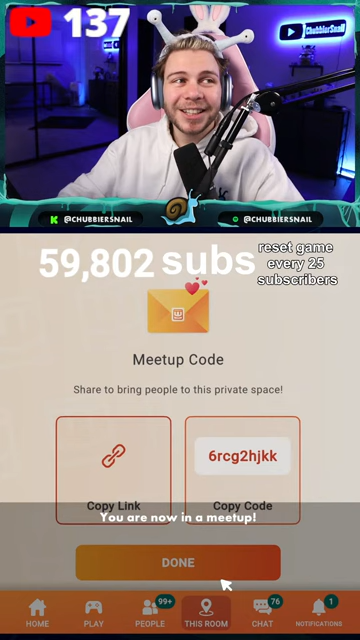 137
ChubbierSnail
@CHUBBIERSNAIL
@CHUBBIERSNAIL
59,802 subs
reset game
every 25
subscribers
Meetup Code
Share to bring people to this private space!
6rcg2hjkk
Copy Link
Copy Code
You are now in a meetup!
DONE
99+
76
1
HOME
PLAY
PEOPLE
THIS ROOM
CHAT
NOTIFICATIONS